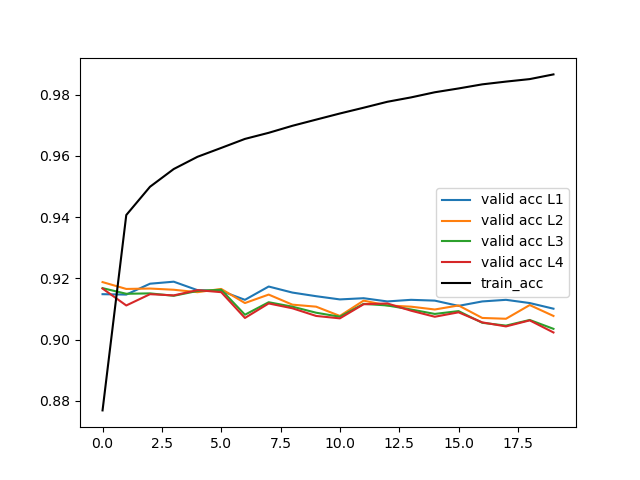 0.98
0.96
0.94
0.92
0.90
0.88
valid acc L1
valid acc L2
valid acc L3
valid acc L4
train_acc
0.0 2.5 5.0 7.5 10.0 12.5 15.0 17.5